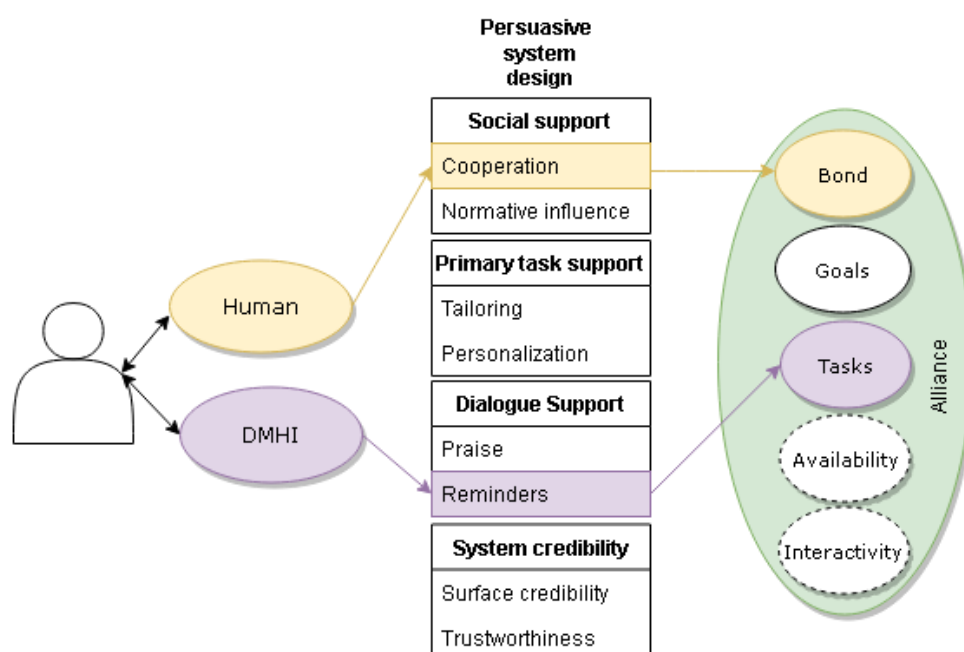 Persuasive
system
design
Social support
Cooperation
Normative influence
Primary task support
Tailoring
Personalization
Dialogue Support
Praise
Reminders
System credibility
Surface credibility
Trustworthiness
Human
DMHI
Bond
Goals
Tasks
Availability
Interactivity
Alliance